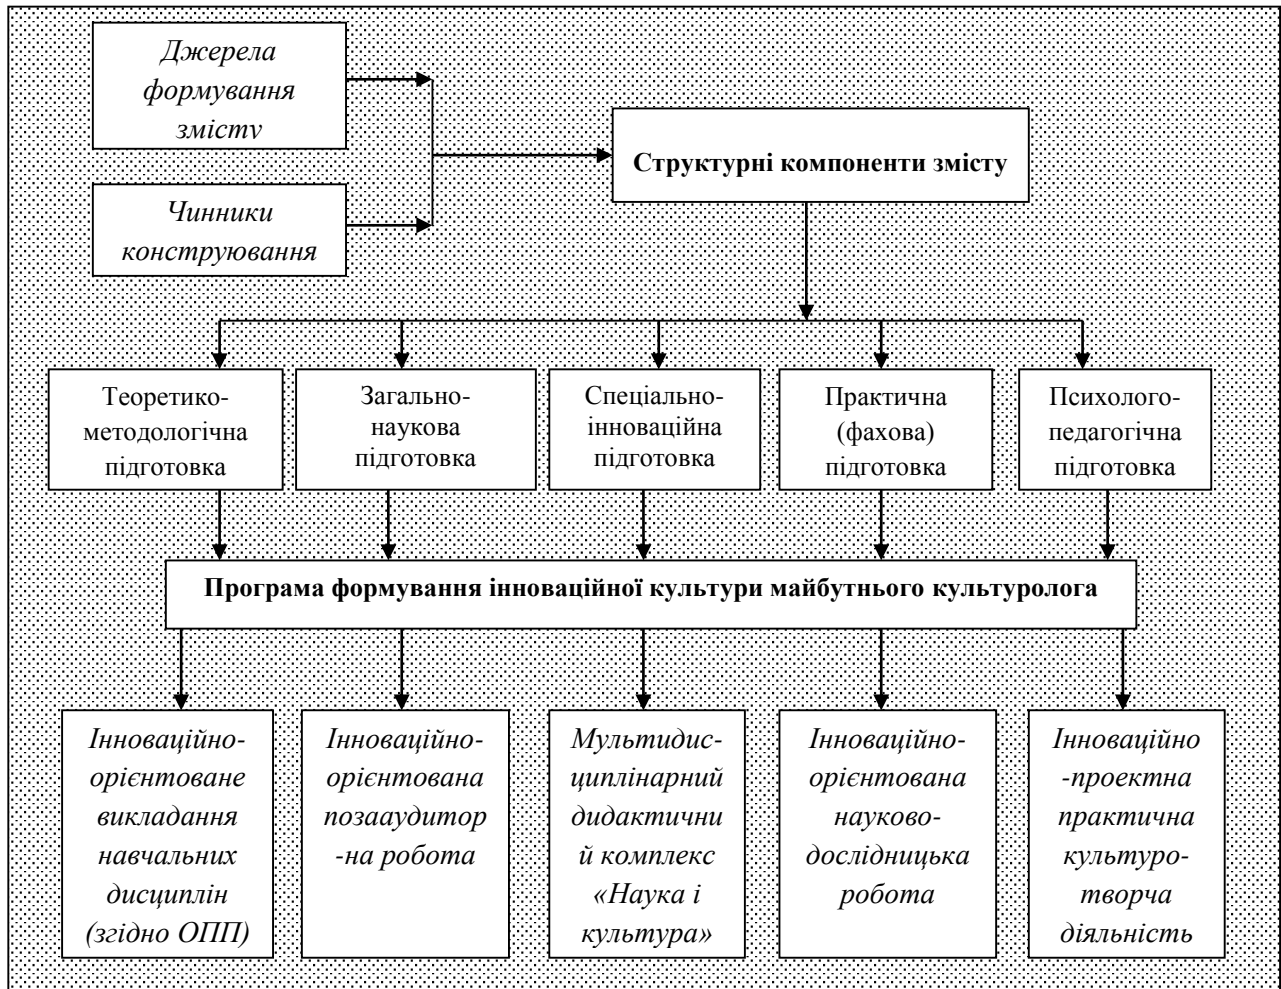 Джерела
формування
змісту
Чинники
конструювання
Структурні компоненти змісту
Теоретико-
методологічна
підготовка
Загально-
наукова
підготовка
Спеціально-
інноваційна
підготовка
Практична
(фахова)
підготовка
Психолого-
педагогічна
підготовка
Програма формування інноваційної культури майбутнього культуролога
Інноваційно-
орієнтоване
викладання
навчальних
дисциплін
(згідно ОПП)
Інноваційно-
орієнтована
позааудитор
-на робота
Мультидис-
циплінарний
дидактични
й комплекс
«Наука і
культура»
Інноваційно-
орієнтована
науково-
дослідницька
робота
Інноваційно
-проектна
практична
культуро-
творча
діяльність